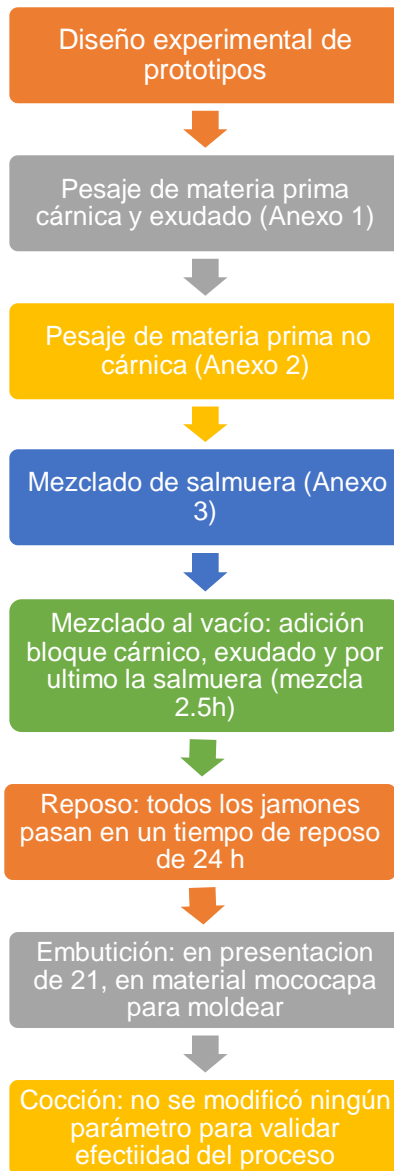 Diseño experimental de
prototipos
Pesaje de materia prima
cárnica y exudado (Anexo 1)
Pesaje de materia prima no
cárnica (Anexo 2)
Mezclado de salmuera (Anexo
3)
Mezclado al vacío: adición
bloque cárnico, exudado y por
ultimo la salmuera (mezcla
2.5h)
Reposo: todos los jamones
pasan en un tiempo de reposo
de 24 h
Embutición: en presentacion
de 21, en material mococapa
para moldear
Cocción: no se modificó ningún
parámetro para validar
efectiidad del proceso